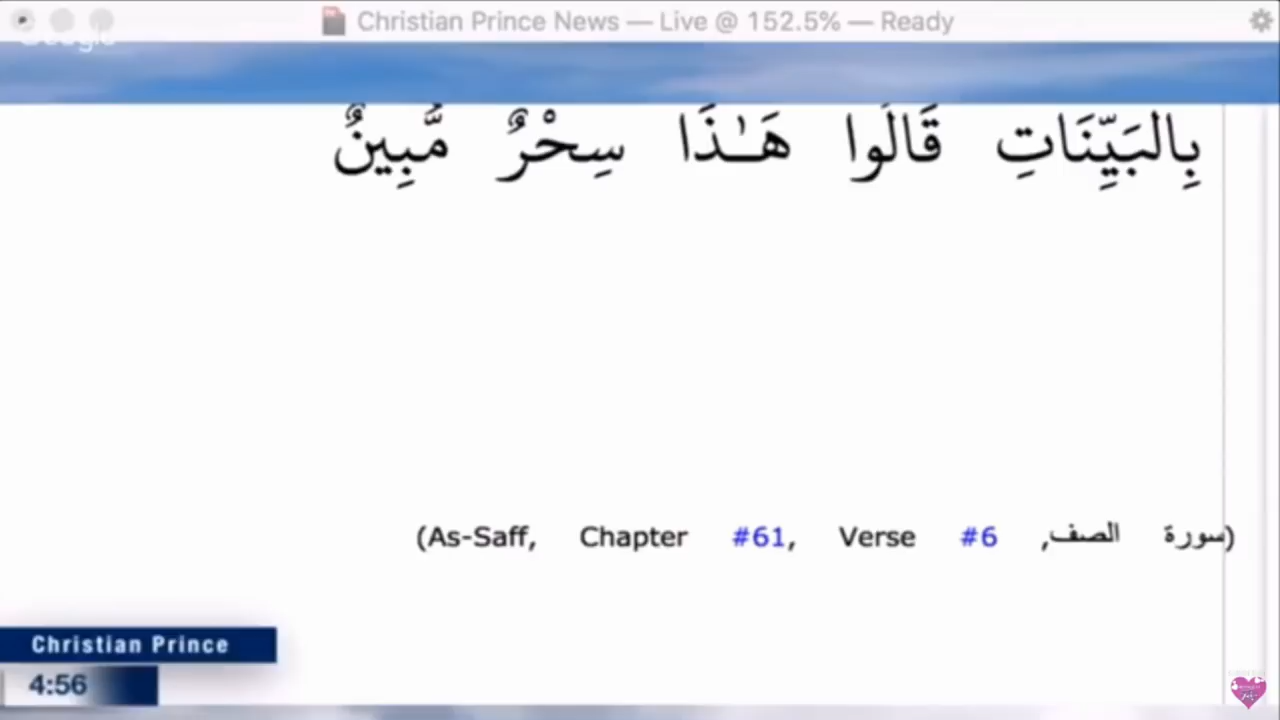 Christian Prince News — Live @ 152.5% — Ready
Google
بِالبَيِّنَاتِ قَالُوا هَـٰذَا سِحْرٌ مُّبِينٌ
(As-Saff, Chapter #61, Verse #6 ,سورة الصف)
Christian Prince
4:56